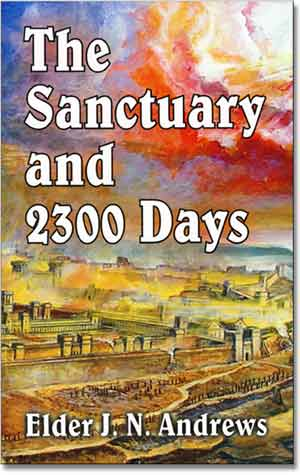 The
Sanctuary
and
2300 Days
Elder J. N. Andrews